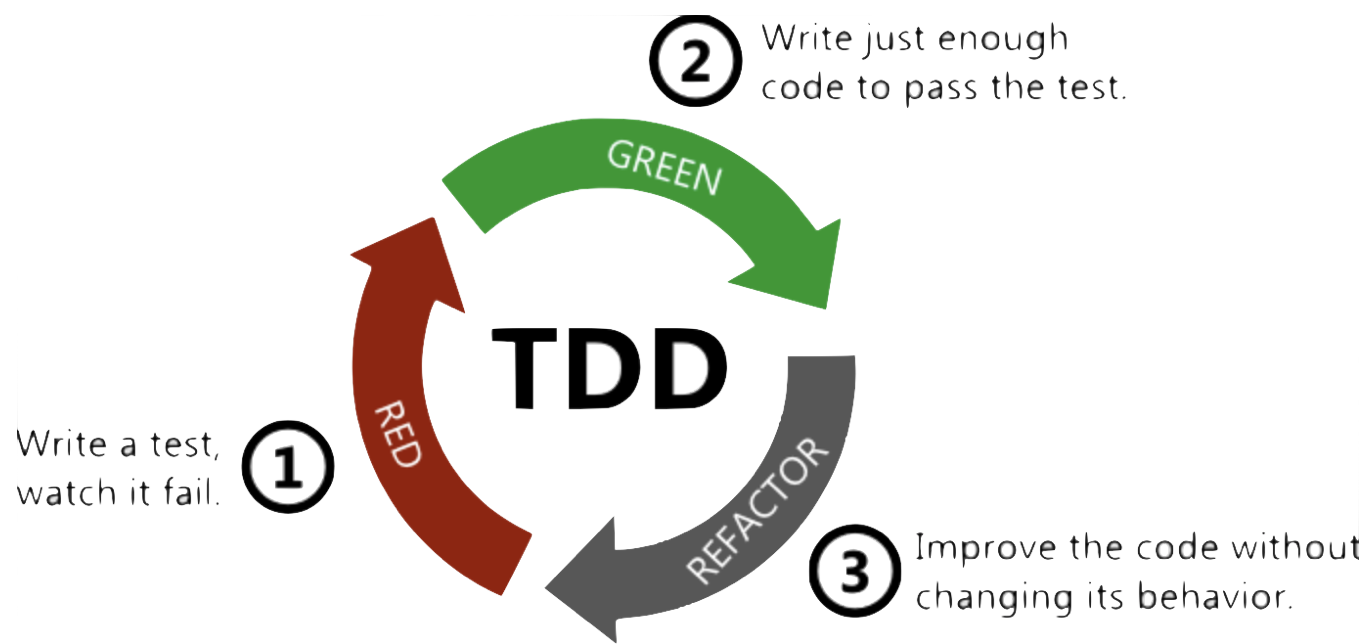 2
Write just enough
code to pass the test.
GREEN
TDD
RED
Write a test,
watch it fail.
1
REFACTOR
3
Improve the code without
changing its behavior.